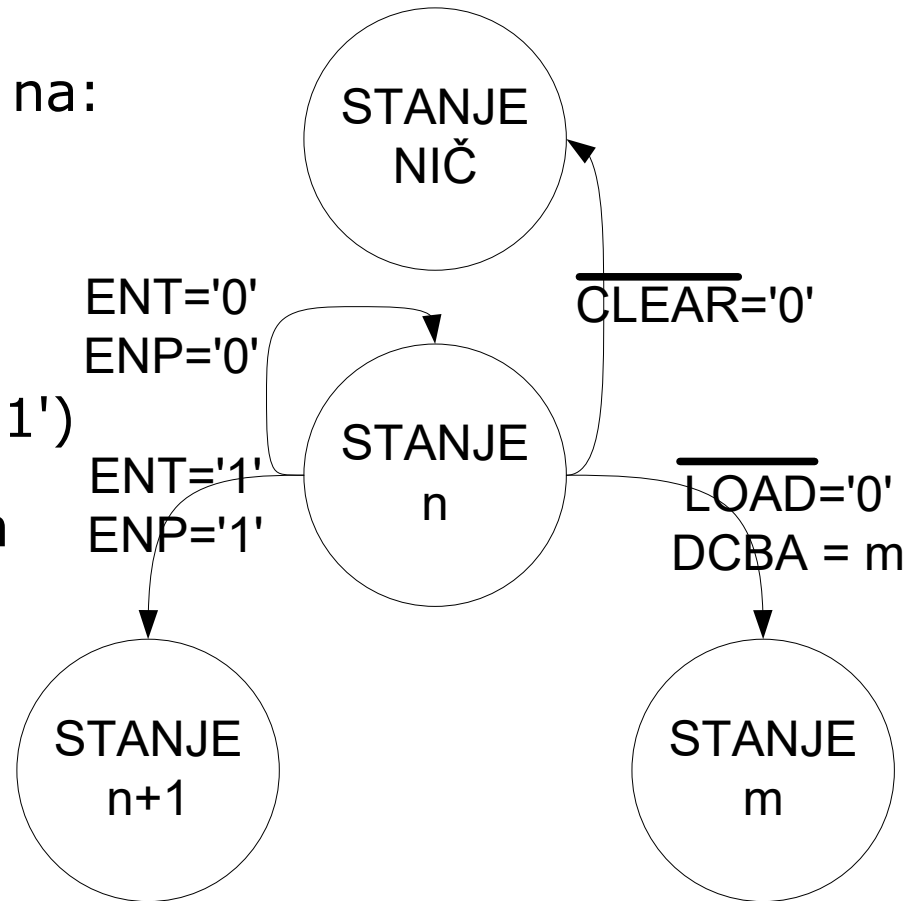 na:
STANJE
NIČ
ENT='0'
ENP='0'
CLEAR='0'
1')
STANJE
n
ENT='1'
ENP='1'
LOAD='0'
DCBA = m
STANJE
n+1
STANJE
m